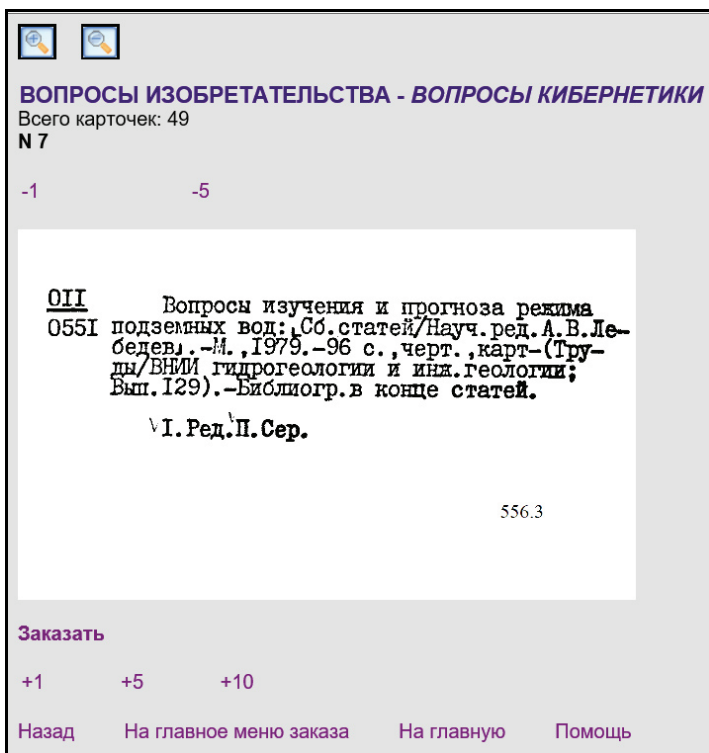 ВОПРОСЫ ИЗОБРЕТАТЕЛЬСТВА - ВОПРОСЫ КИБЕРНЕТИКИ
Всего карточек: 49
N 7
-1 -5
OII Вопросы изучения и прогноза режима
055I подземных вод: Сб.статей/Науч.ред.А.В.Ле-
бедев.-М.,I979.-96 с.,черт.,карт-(Тру-
ды/ВНИИ гидрогеологии и инж.геологии;
Вып.I29).-Библиогр.в конце статей.
I.Ред.П.Сер.
556.3
Заказать
+1 +5 +10
Назад На главное меню заказа На главную Помощь